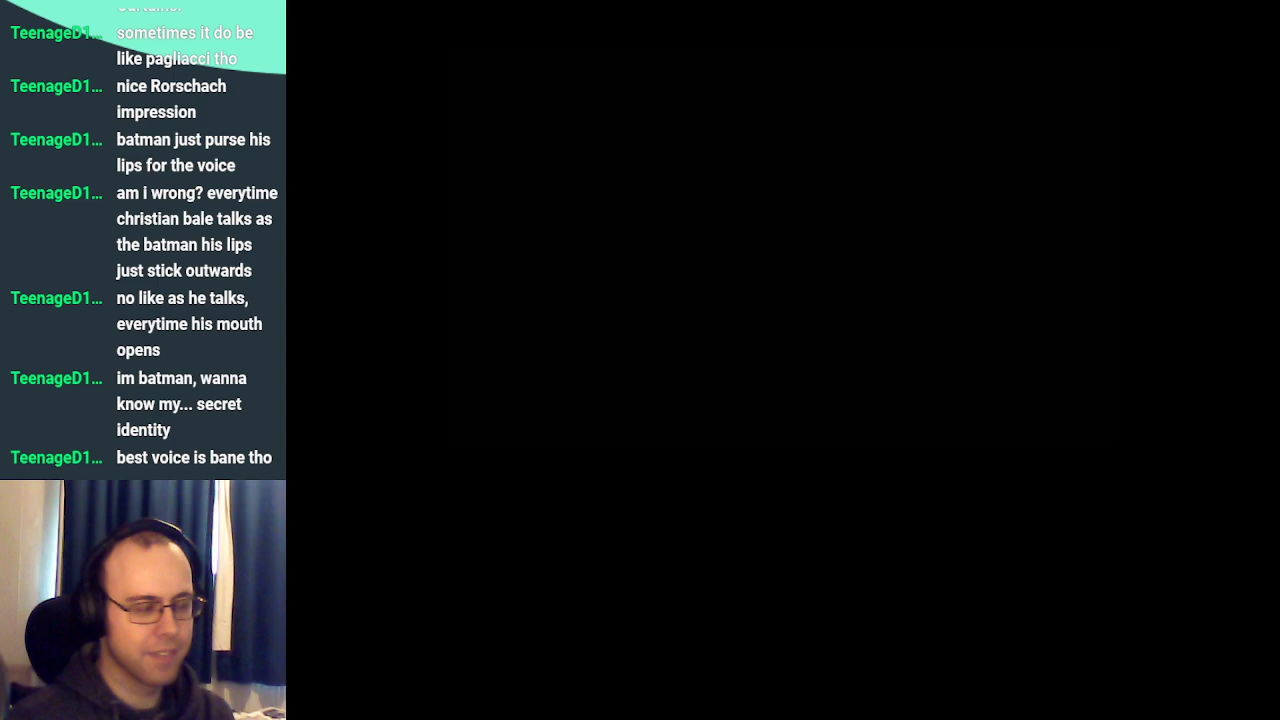 TeenageD1... sometimes it do be
like pagliacci tho
TeenageD1... nice Rorschach
impression
TeenageD1... batman just purse his
lips for the voice
TeenageD1... am i wrong? everytime
christian bale talks as
the batman his lips
just stick outwards
TeenageD1... no like as he talks,
everytime his mouth
opens
TeenageD1... im batman, wanna
know my... secret
identity
TeenageD1... best voice is bane tho